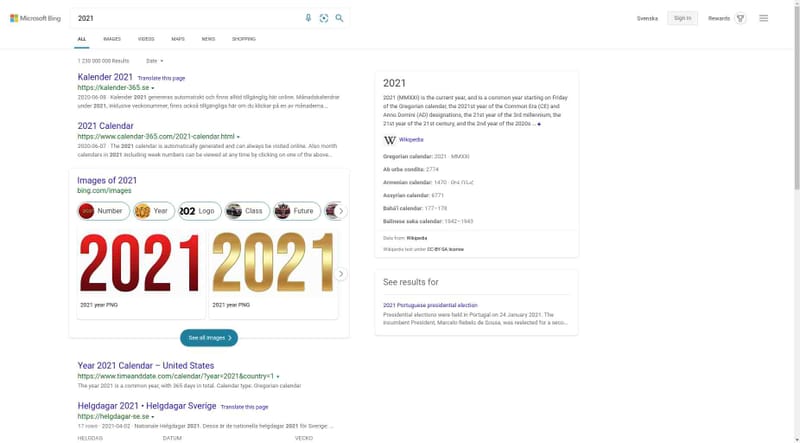 Microsoft Bing
2021
Svenska
Sign in
Rewards
ALL
IMAGES
VIDEOS
MAPS
NEWS
SHOPPING
1 230 000 000 Results
Date
Kalender 2021
Translate this page
https://kalender-365.se
2020-06-08 · Kalender 2021 genereras automatiskt och finns alltid tillgänglig här online. Månadskalendrar
under 2021, inklusive veckonummer, finns också tillgängliga här om du klickar på en av månaderna...
2021 Calendar
https://www.calendar-365.com/2021-calendar.html
2020-06-07 · The 2021 calendar is automatically generated and can always be visited online. Also month
calendars in 2021 including week numbers can be viewed at any time by clicking on one of the above...
Images of 2021
bing.com/images
Number
Year
202 Logo
Class
Future
2021
2021
2021 year PNG
2021 year PNG
See all images
Year 2021 Calendar – United States
https://www.timeanddate.com/calendar/?year=2021&country=1
The year 2021 is a common year, with 365 days in total. Calendar type: Gregorian calendar
Helgdagar 2021 • Helgdagar Sverige
Translate this page
https://helgdagar-se.se
17 rows · 2021-04-02 · Nationale Helgdagar 2021. Dessa är de nationella helgdagar 2021 för Sverige: ...
HELGDAG
DATUM
VECKO
2021
2021 (MMXXI) is the current year, and is a common year starting on Friday
of the Gregorian calendar, the 2021st year of the Common Era (CE) and
Anno Domini (AD) designations, the 21st year of the 3rd millennium, the
21st year of the 21st century, and the 2nd year of the 2020s ...
W Wikipedia
Gregorian calendar: 2021 · MMXXI
Ab urbe condita: 2774
Armenian calendar: 1470 ·
Assyrian calendar: 6771
Bahá'í calendar: 177–178
Balinese saka calendar: 1942–1943
Data from: Wikipedia
Wikipedia text under CC-BY-SA license
See results for
2021 Portuguese presidential election
Presidential elections were held in Portugal on 24 January 2021. The
incumbent President, Marcelo Rebelo de Sousa, was reelected for a seco...